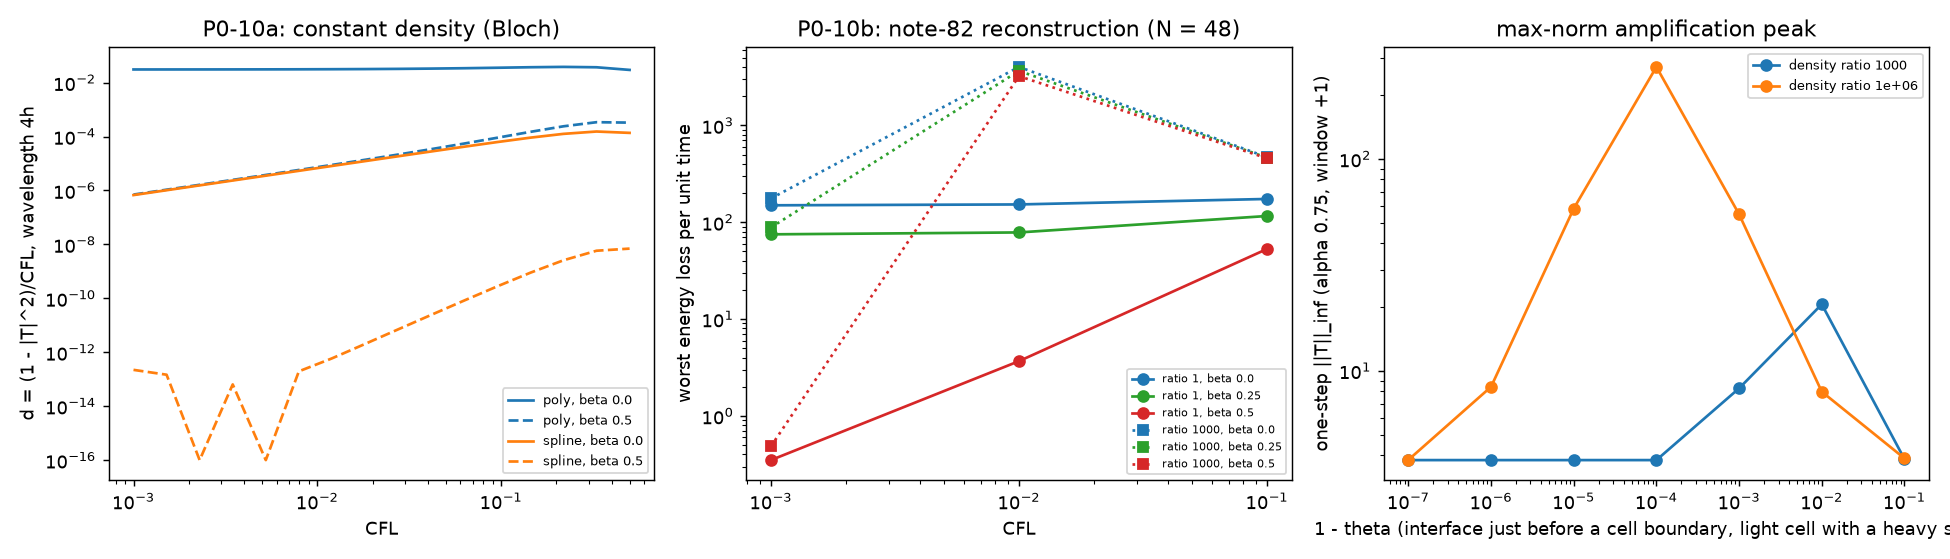 P0-10a: constant density (Bloch)
d = (1 - |T|^2)/CFL, wavelength 4h
10^-2
10^-4
10^-6
10^-8
10^-10
10^-12
10^-14
10^-16
poly, beta 0.0
poly, beta 0.5
spline, beta 0.0
spline, beta 0.5
10^-3 10^-2 10^-1
CFL
P0-10b: note-82 reconstruction (N = 48)
worst energy loss per unit time
10^3
10^2
10^1
10^0
ratio 1, beta 0.0
ratio 1, beta 0.25
ratio 1, beta 0.5
ratio 1000, beta 0.0
ratio 1000, beta 0.25
ratio 1000, beta 0.5
10^-3 10^-2 10^-1
CFL
max-norm amplification peak
one-step ||T||_inf (alpha 0.75, window +1)
density ratio 1000
density ratio 1e+06
10^2
10^1
10^-7 10^-6 10^-5 10^-4 10^-3 10^-2 10^-1
1 - theta (interface just before a cell boundary, light cell with a heavy s